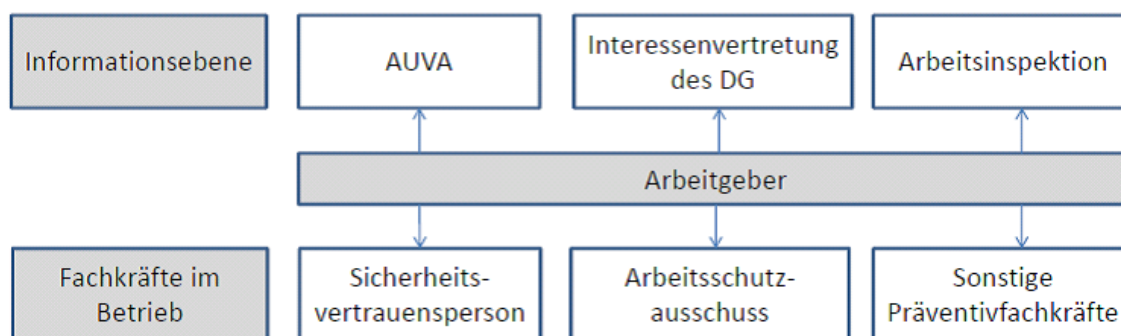 Informationsebene
AUVA
Interessenvertretung
des DG
Arbeitsinspektion
Arbeitgeber
Fachkräfte im
Betrieb
Sicherheits-
vertrauensperson
Arbeitsschutz-
ausschuss
Sonstige
Präventivfachkräfte